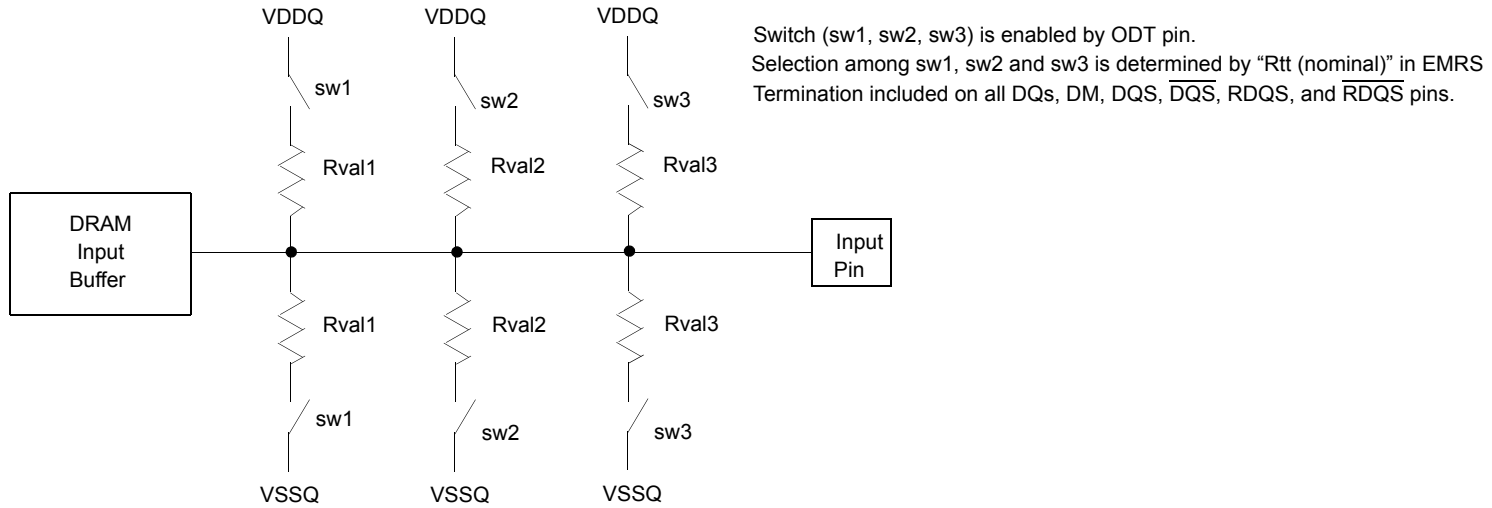 VDDQ VDDQ VDDQ
Switch (sw1, sw2, sw3) is enabled by ODT pin.
Selection among sw1, sw2 and sw3 is determined by “Rtt (nominal)” in EMRS
Termination included on all DQs, DM, DQS, D̅Q̅S̅, RDQS, and R̅D̅Q̅S̅ pins.
sw1 sw2 sw3
Rval1 Rval2 Rval3
DRAM
Input
Buffer
Input
Pin
Rval1 Rval2 Rval3
sw1 sw2 sw3
VSSQ VSSQ VSSQ